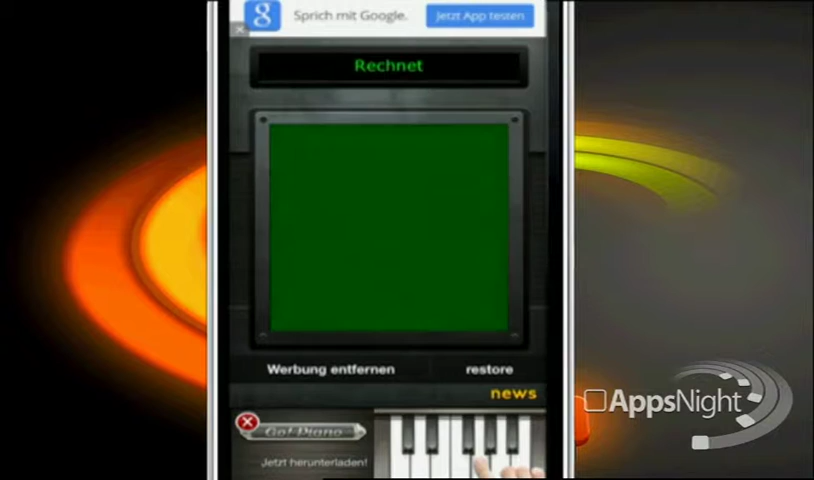 Sprich mit Google.
Jetzt App testen
Rechnet
Werbung entfernen
restore
news
AppsNight
Go! Piano
Jetzt herunterladen!